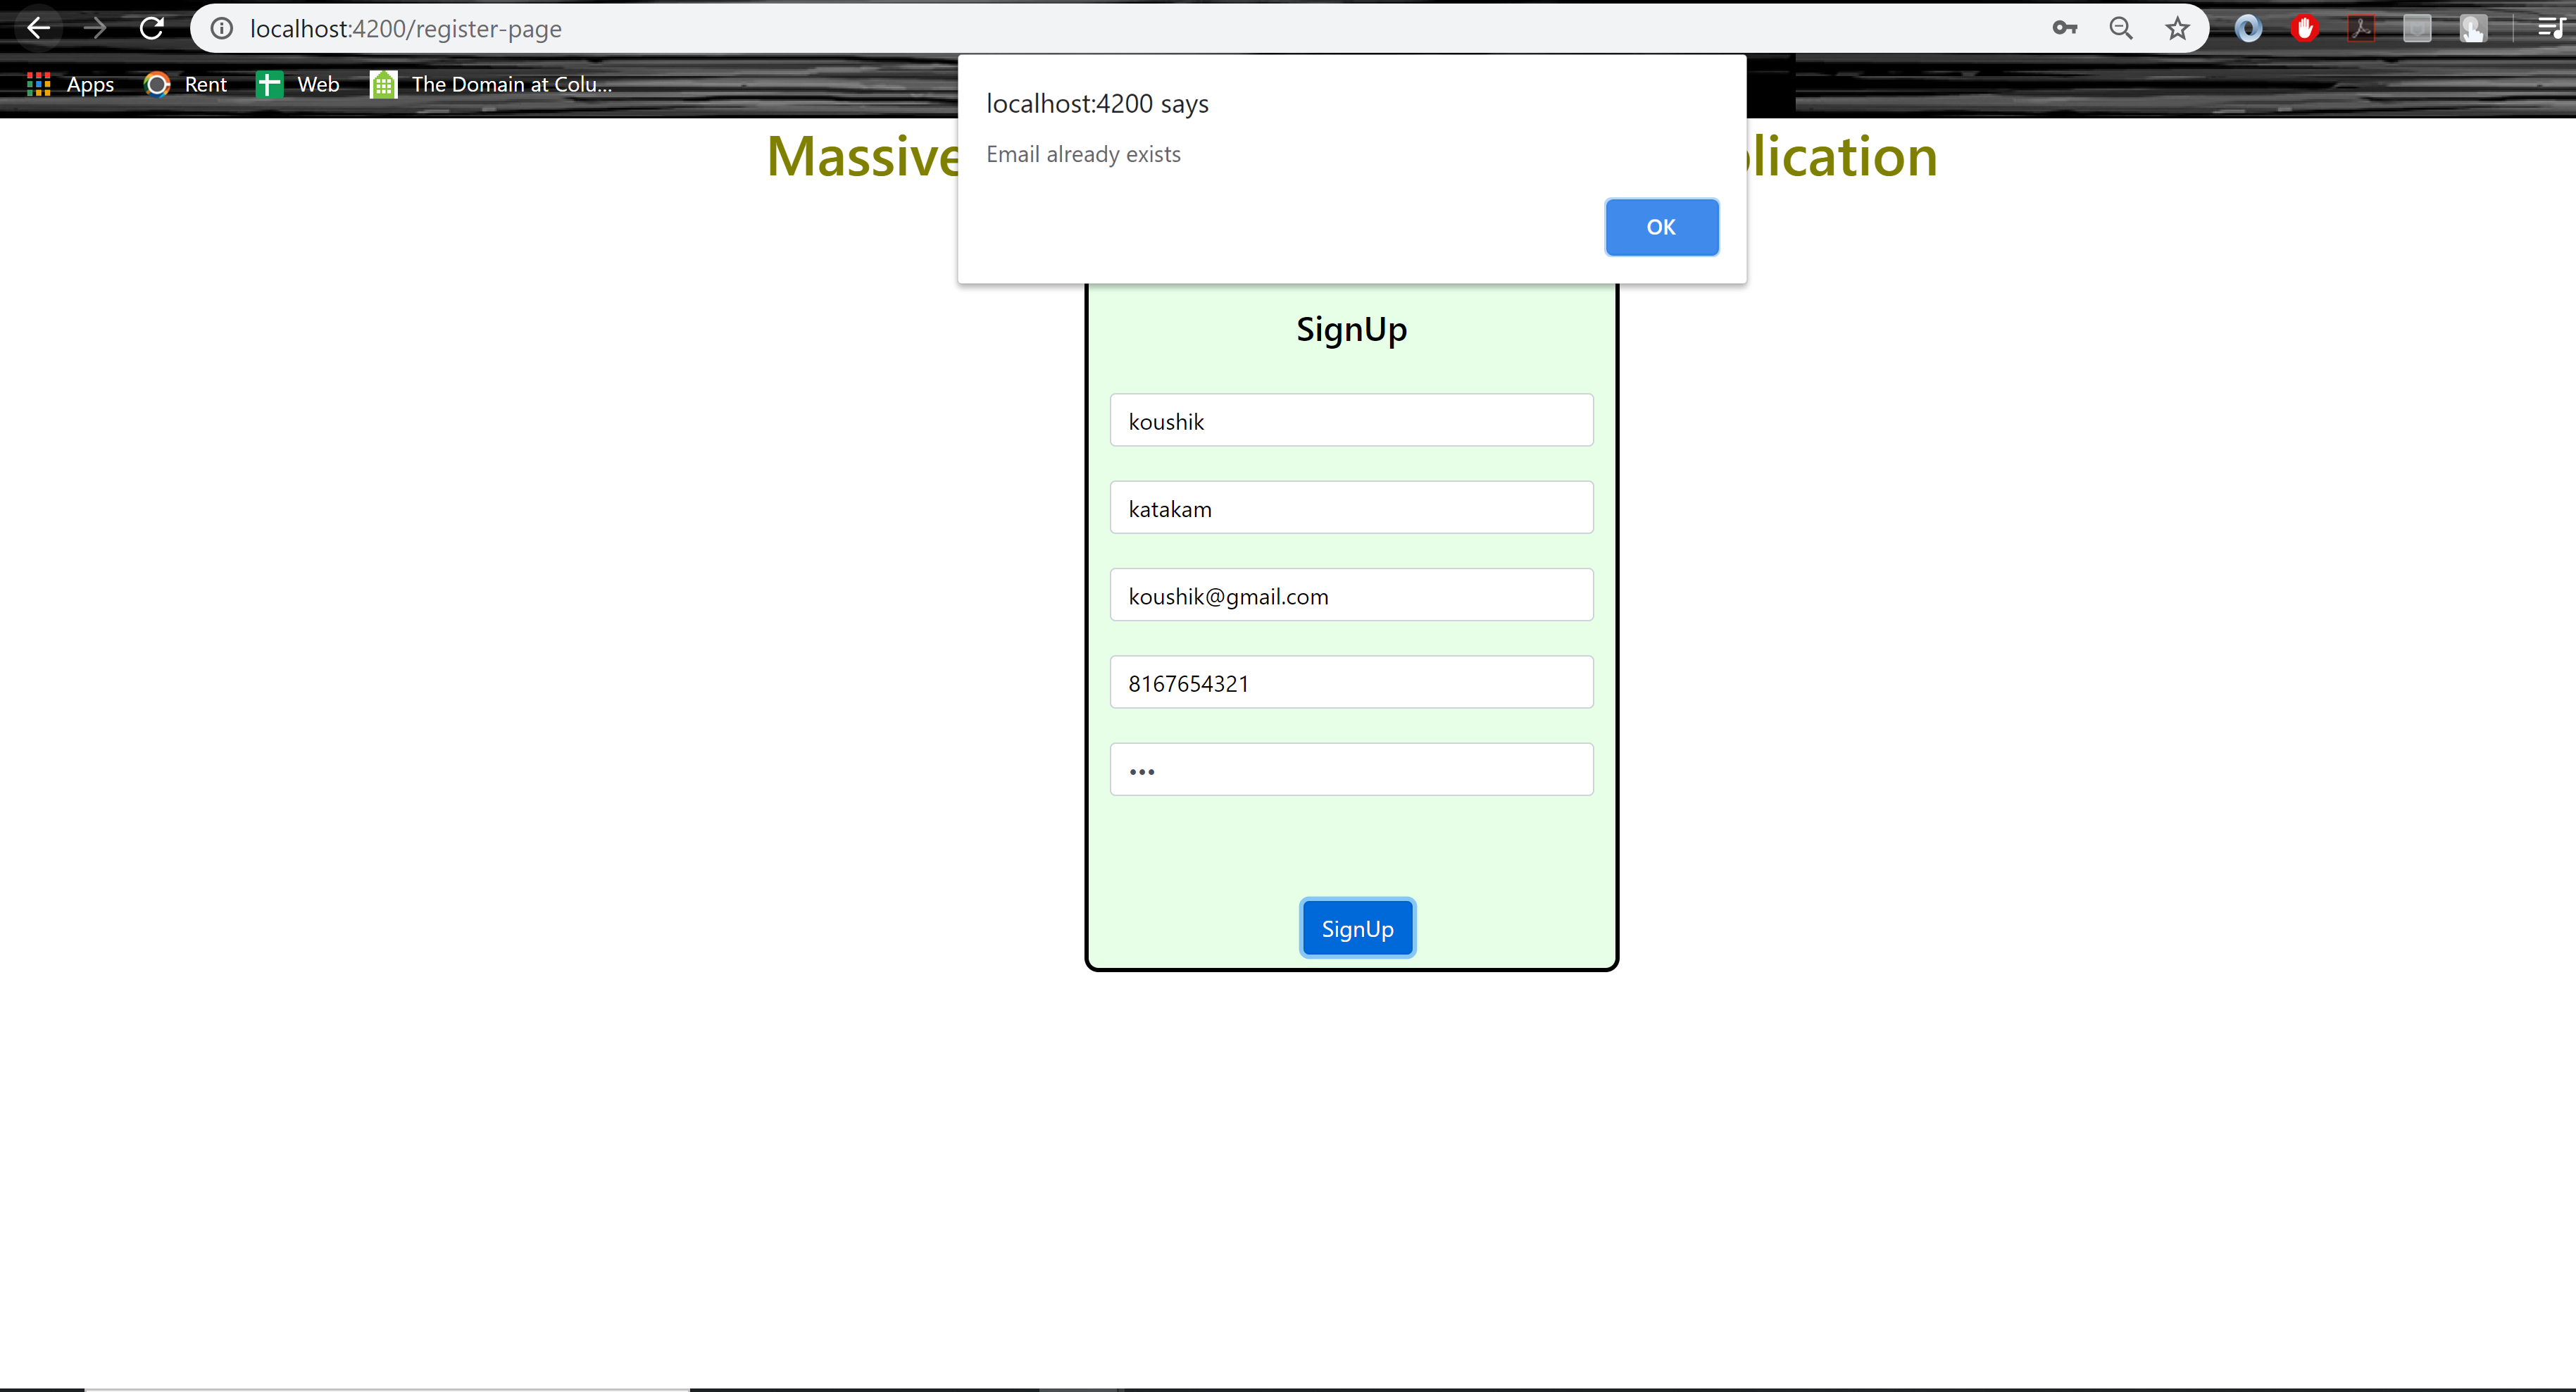 localhost:4200/register-page
Apps Rent Web The Domain at Colu...
localhost:4200 says
Email already exists
OK
Massive
lication
SignUp
koushik
katakam
koushik@gmail.com
8167654321
•••
SignUp